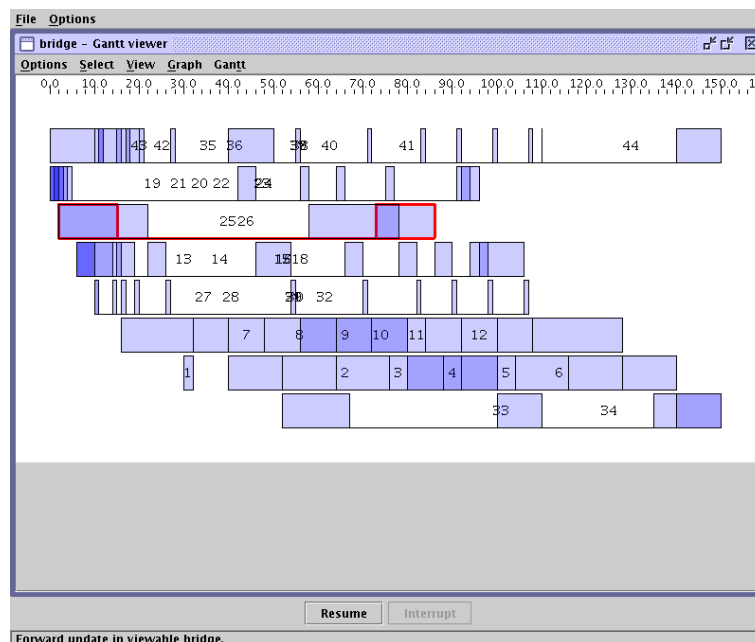 File Options
bridge – Gantt viewer
Options Select View Graph Gantt
0,0 10.0 20.0 30.0 40.0 50.0 60.0 70.0 80.0 90.0 100.0 110.0 120.0 130.0 140.0 150.0
43 42 35 36 40 41 44
19 21 20 22 24
25 26
13 14 18
27 28 32
7 8 9 10 11 12
1 2 3 4 5 6
33 34
Resume Interrupt
Forward update in viewable bridge.